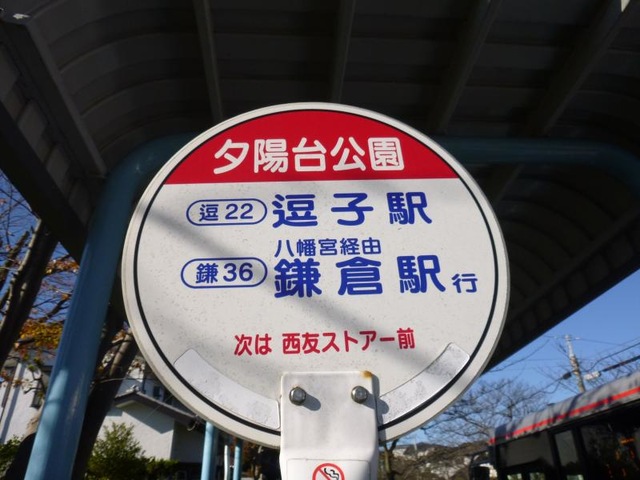 夕陽台公園
逗22 逗子駅
八幡宮経由
鎌36 鎌倉駅行
次は 西友ストアー前